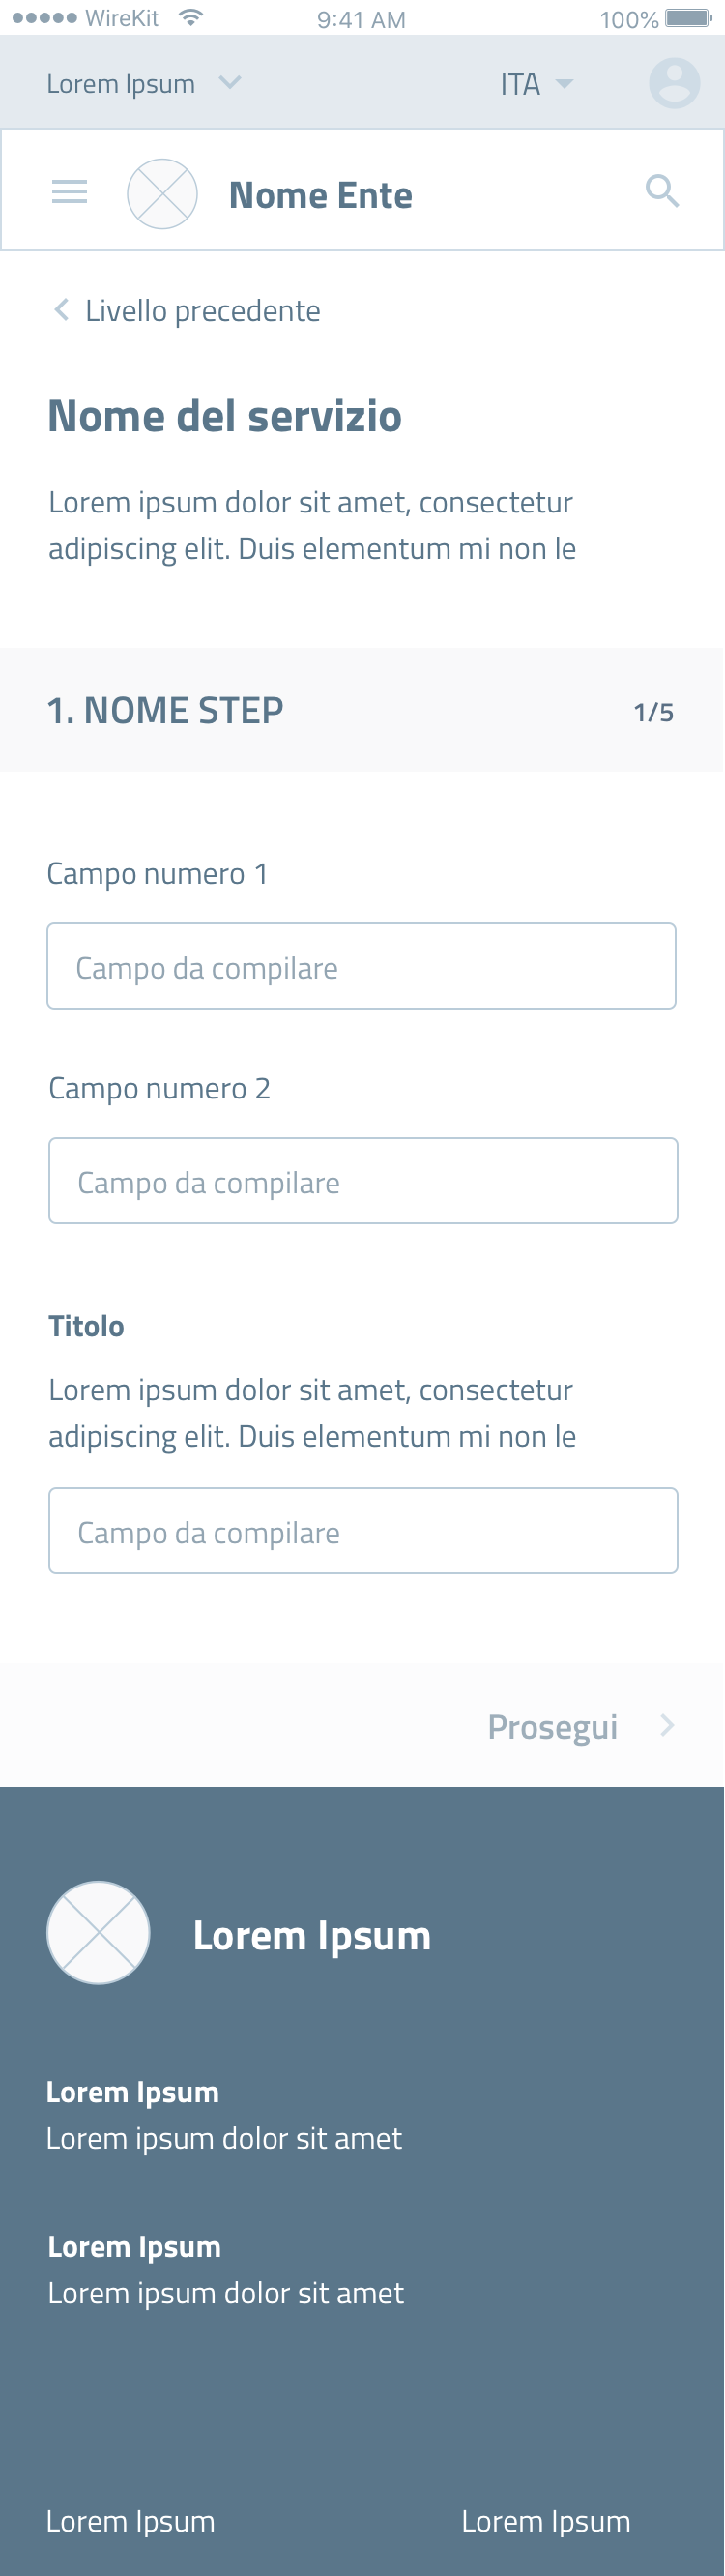 WireKit 9:41 AM 100%
Lorem Ipsum ITA
Nome Ente
Livello precedente
Nome del servizio
Lorem ipsum dolor sit amet, consectetur
adipiscing elit. Duis elementum mi non le
1. NOME STEP 1/5
Campo numero 1
Campo da compilare
Campo numero 2
Campo da compilare
Titolo
Lorem ipsum dolor sit amet, consectetur
adipiscing elit. Duis elementum mi non le
Campo da compilare
Prosegui
Lorem Ipsum
Lorem Ipsum
Lorem ipsum dolor sit amet
Lorem Ipsum
Lorem ipsum dolor sit amet
Lorem Ipsum Lorem Ipsum